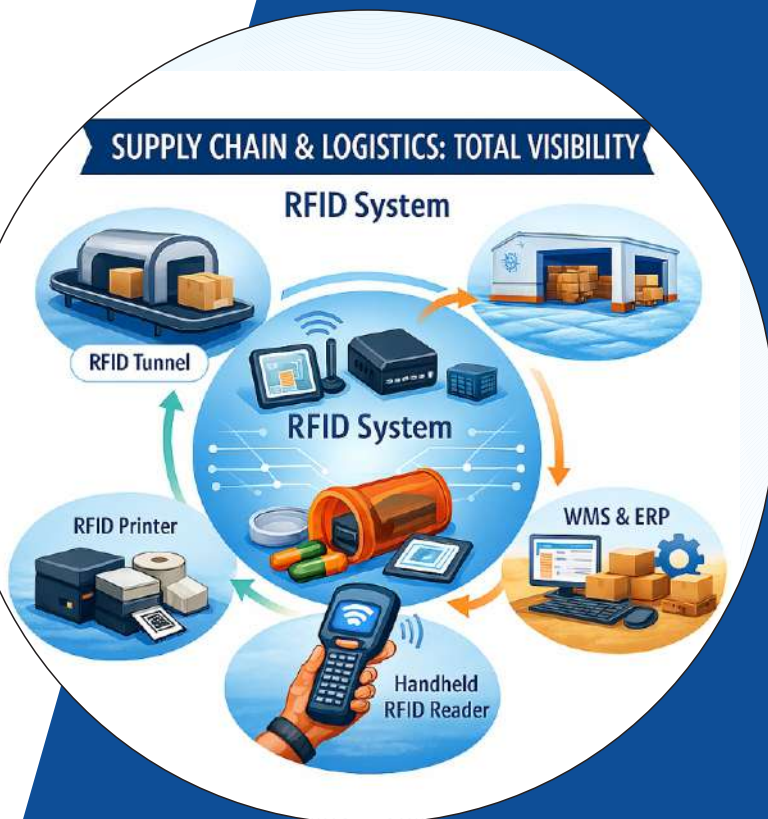 SUPPLY CHAIN & LOGISTICS: TOTAL VISIBILITY
RFID System
RFID Tunnel
RFID System
RFID Printer
WMS & ERP
Handheld
RFID Reader